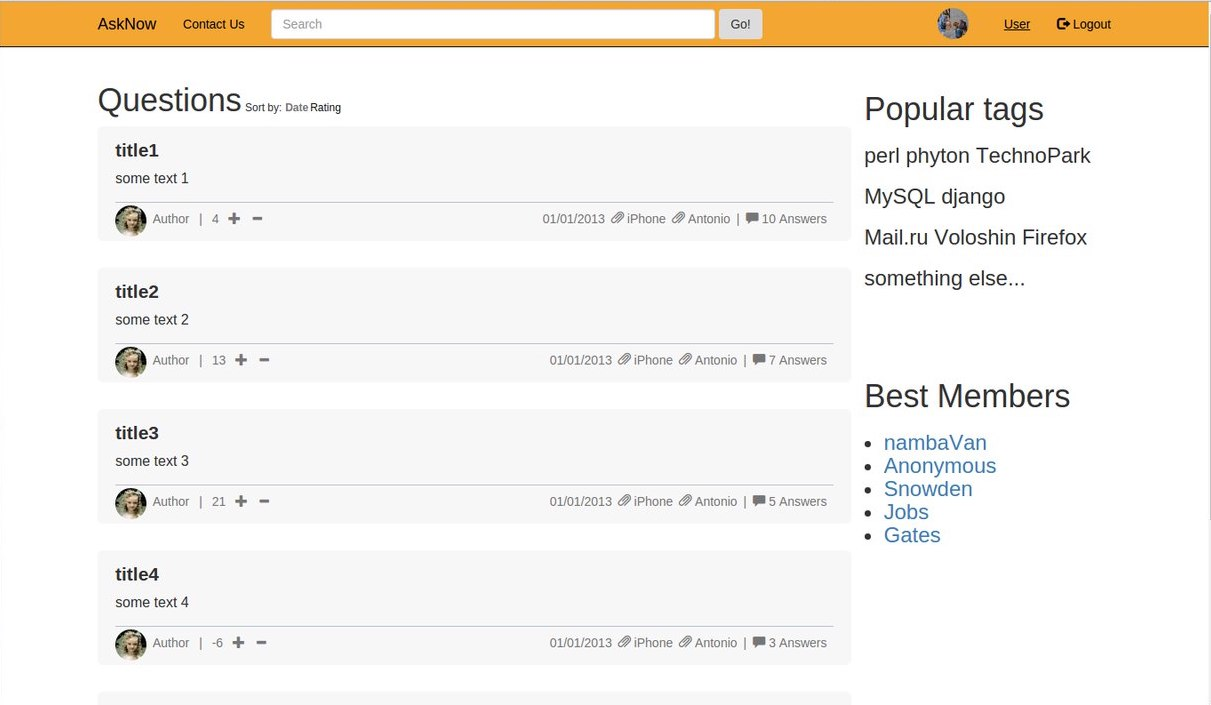 AskNow Contact Us Search Go! User Logout
Questions Sort by: Date Rating
title1
some text 1
Author | 4 + − 01/01/2013 iPhone Antonio | 10 Answers
title2
some text 2
Author | 13 + − 01/01/2013 iPhone Antonio | 7 Answers
title3
some text 3
Author | 21 + − 01/01/2013 iPhone Antonio | 5 Answers
title4
some text 4
Author | -6 + − 01/01/2013 iPhone Antonio | 3 Answers
Popular tags
perl phyton TechnoPark
MySQL django
Mail.ru Voloshin Firefox
something else...
Best Members
nambaVan
Anonymous
Snowden
Jobs
Gates